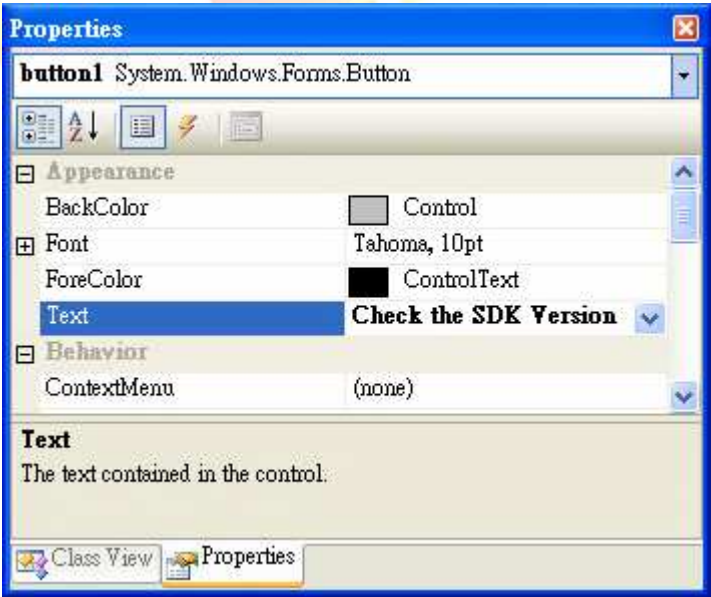 Properties
button1 System.Windows.Forms.Button
A
Z
Appearance
BackColor Control
Font Tahoma, 10pt
ForeColor ControlText
Text Check the SDK Version
Behavior
ContextMenu (none)
Text
The text contained in the control.
Class View Properties